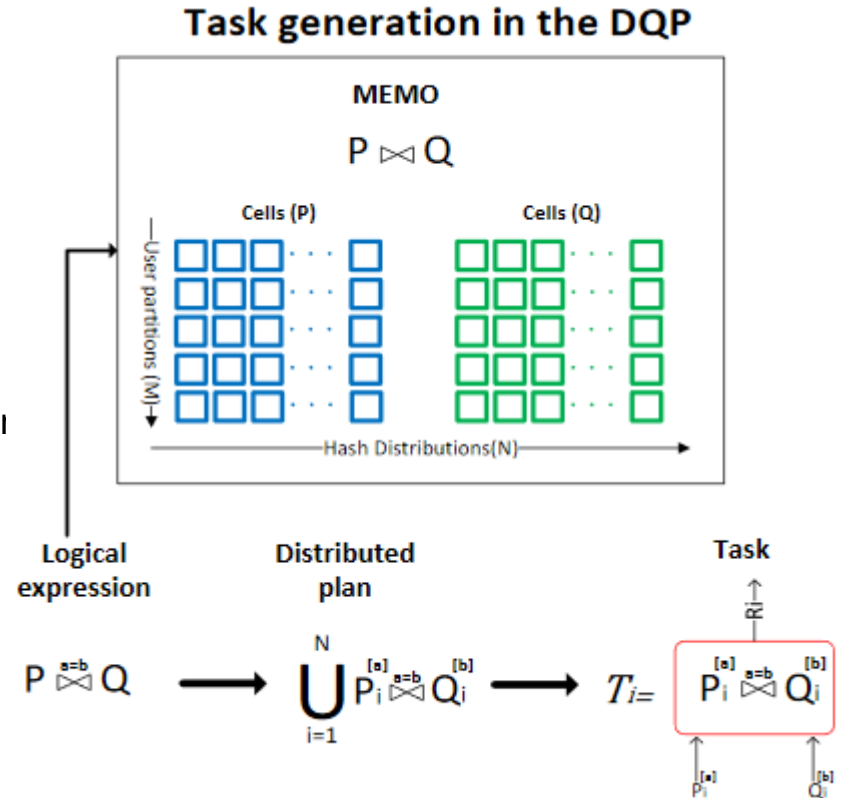 Task generation in the DQP
MEMO
P ⋈ Q
Cells (P)
Cells (Q)
User partitions (M)
Hash Distributions(N)
Logical
expression
Distributed
plan
Task
Ri
P a=b ⋈ Q
N ⋃ i=1 Pi[a] a=b ⋈ Qi[b]
Ti= Pi[a] a=b ⋈ Qi[b]
Pi[a]
Qi[b]